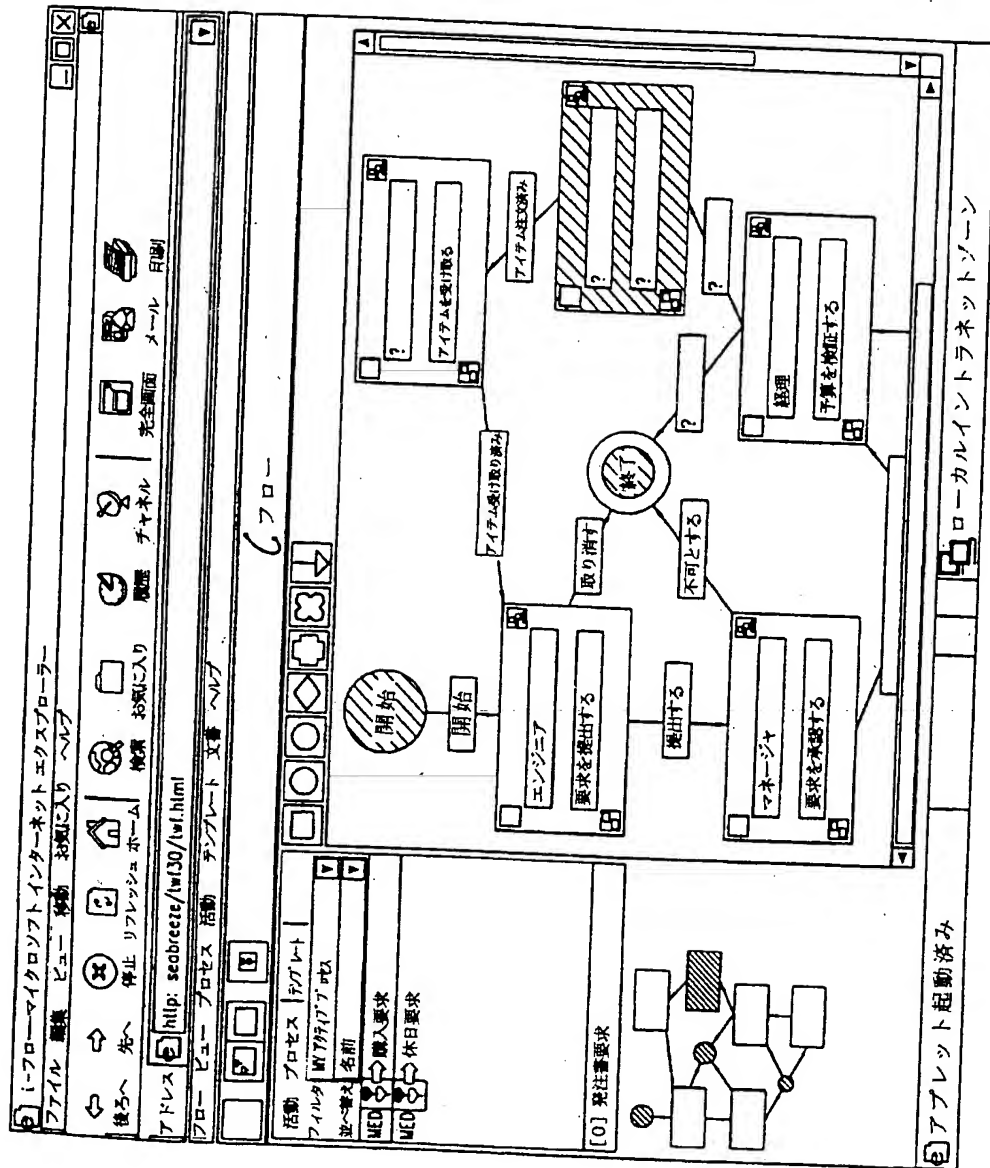 i-フローマイクロソフトインターネットエクスプローラー
ファイル 編集 ビュー 移動 お気に入り ヘルプ
後ろへ 先へ 停止 リフレッシュ ホーム 検索 お気に入り 履歴 チャネル 完全画面 メール 印刷
アドレス http: seabreeze/twf30/twf.html
フロー ビュー プロセス 活動 テンプレート 文書 ヘルプ
フロー
活動 プロセス テンプレート
フィルタ MYアクティブプロセス
並べ替え 名前
MED 購入要求
MED 休日要求
[0] 発注書要求
開始
開始
エンジニア
要求を提出する
提出する
マネージャ
要求を承認する
アイテム受け取り済み
取り消す
終了
不可とする
?
アイテムを受け取る
アイテム注文済み
?
?
?
?
経理
予算を検証する
アプレット起動済み
ローカルイントラネットゾーン